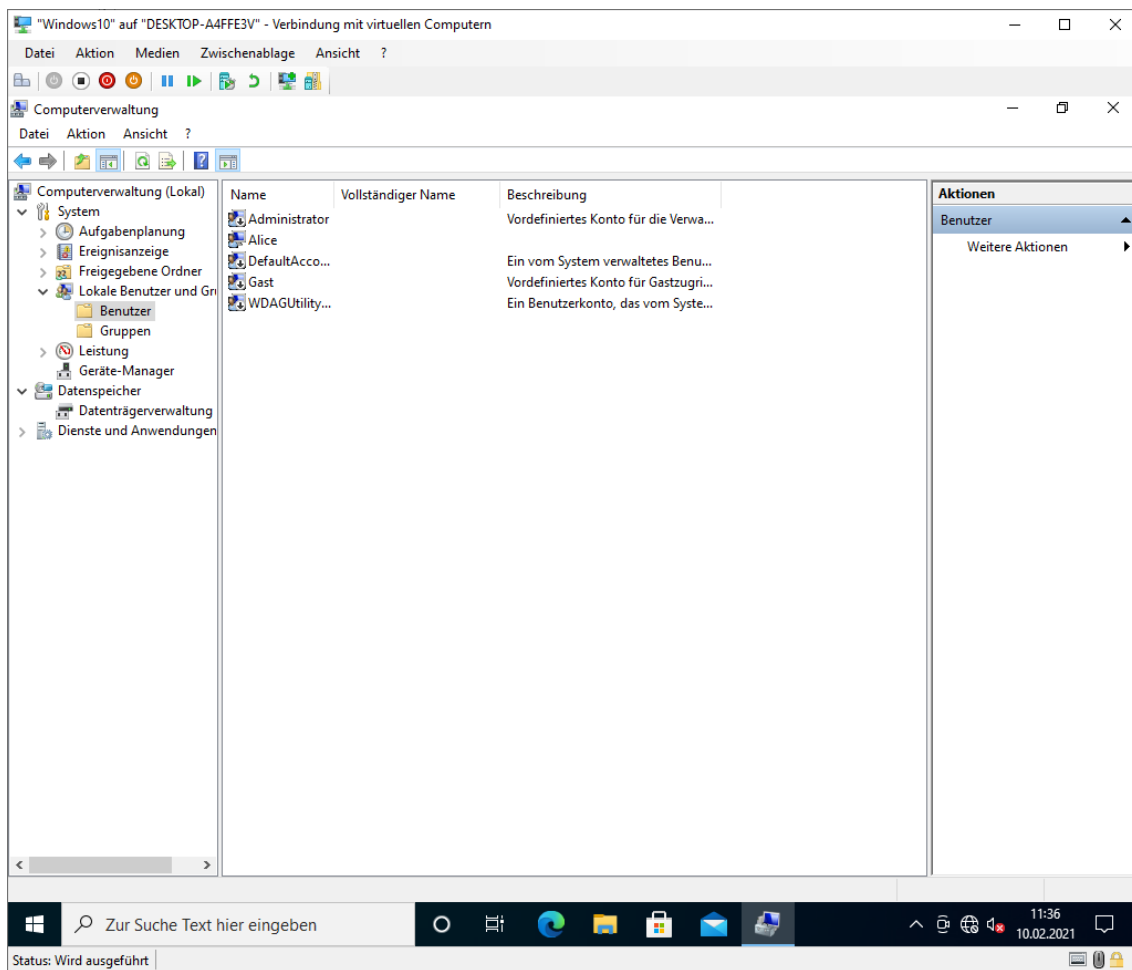 "Windows10" auf "DESKTOP-A4FFE3V" - Verbindung mit virtuellen Computern
Datei Aktion Medien Zwischenablage Ansicht ?
Computerverwaltung
Datei Aktion Ansicht ?
Computerverwaltung (Lokal)
System
Aufgabenplanung
Ereignisanzeige
Freigegebene Ordner
Lokale Benutzer und Gru
Benutzer
Gruppen
Leistung
Geräte-Manager
Datenspeicher
Datenträgerverwaltung
Dienste und Anwendungen
Name Vollständiger Name Beschreibung
Administrator Vordefiniertes Konto für die Verwa...
Alice
DefaultAcco... Ein vom System verwaltetes Benu...
Gast Vordefiniertes Konto für Gastzugri...
WDAGUtility... Ein Benutzerkonto, das vom Syste...
Aktionen
Benutzer
Weitere Aktionen
Zur Suche Text hier eingeben
11:36
10.02.2021
Status: Wird ausgeführt